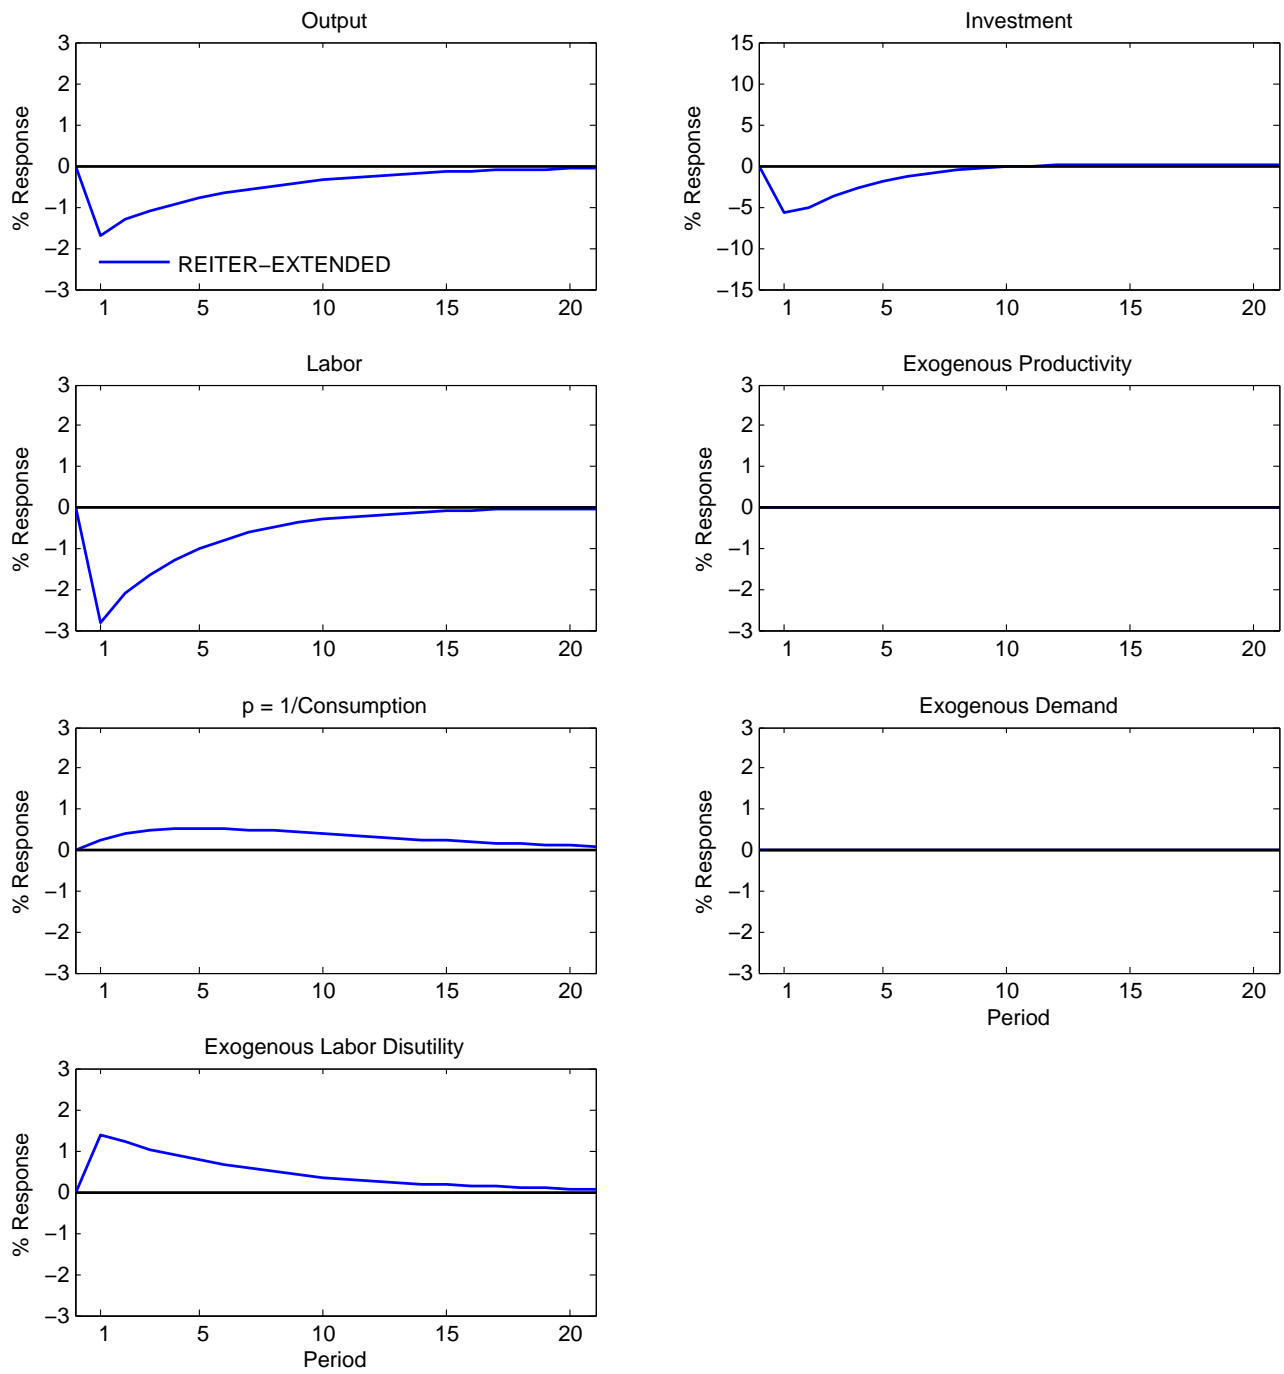 Output
% Response
3
2
1
0
−1
−2
−3
REITER−EXTENDED
1 5 10 15 20
Investment
% Response
15
10
5
0
−5
−10
−15
1 5 10 15 20
Labor
% Response
3
2
1
0
−1
−2
−3
1 5 10 15 20
Exogenous Productivity
% Response
3
2
1
0
−1
−2
−3
1 5 10 15 20
p = 1/Consumption
% Response
3
2
1
0
−1
−2
−3
1 5 10 15 20
Exogenous Demand
% Response
3
2
1
0
−1
−2
−3
1 5 10 15 20
Period
Exogenous Labor Disutility
% Response
3
2
1
0
−1
−2
−3
1 5 10 15 20
Period